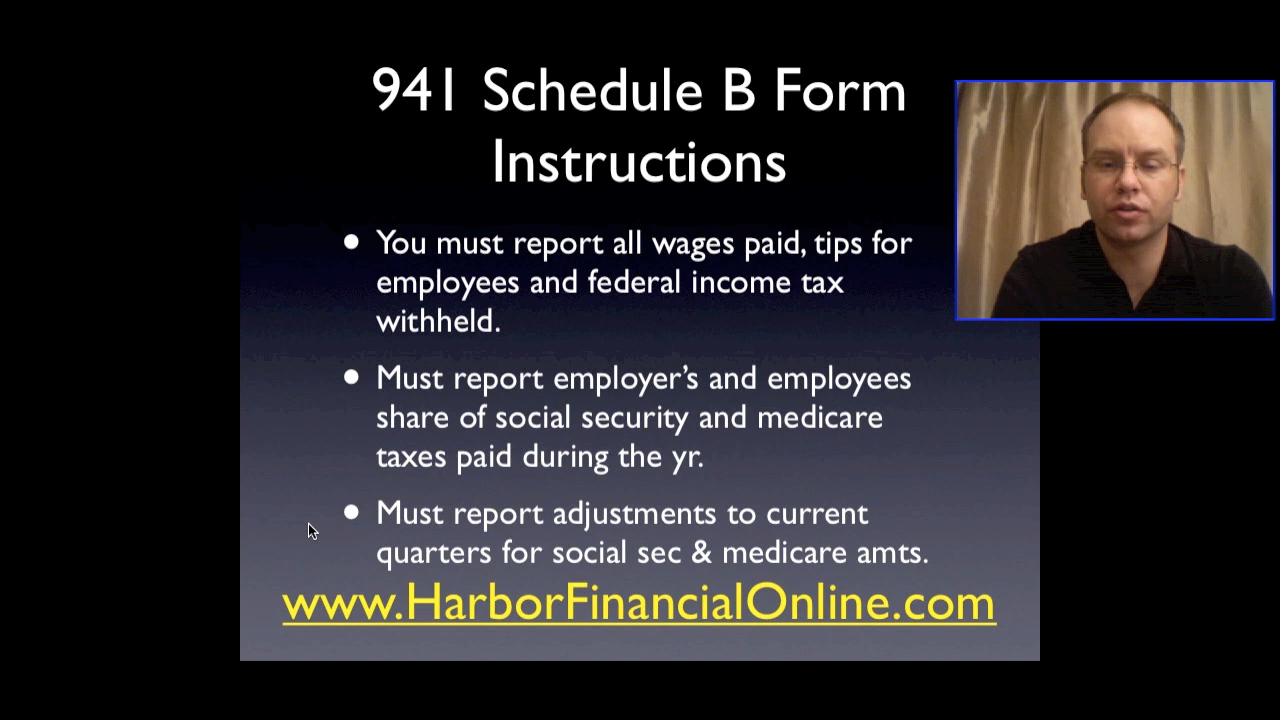 941 Schedule B Form
Instructions
• You must report all wages paid, tips for
employees and federal income tax
withheld.
• Must report employer’s and employees
share of social security and medicare
taxes paid during the yr.
• Must report adjustments to current
quarters for social sec & medicare amts.
www.HarborFinancialOnline.com